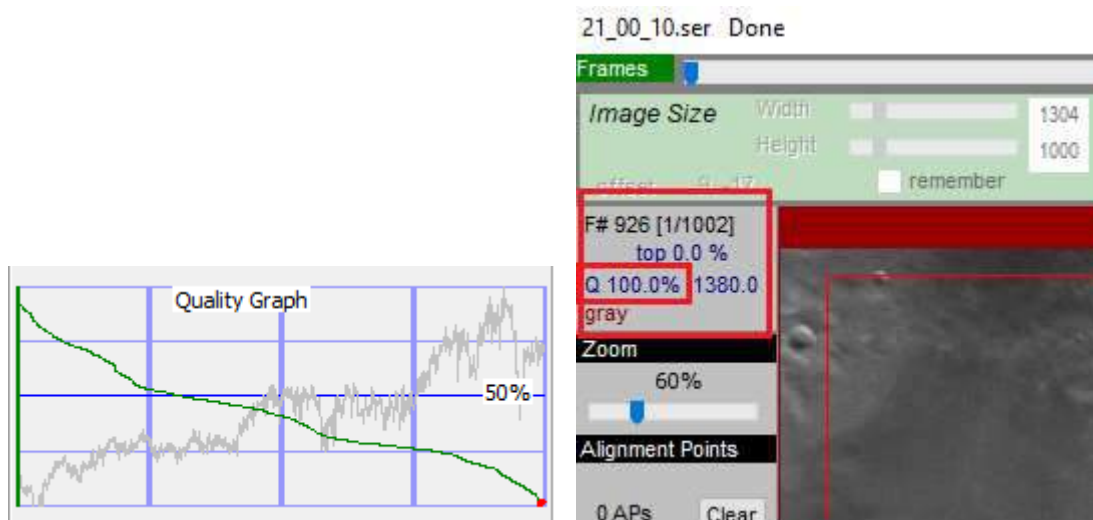 Quality Graph
50%
21_00_10.ser Done
Frames
Image Size Width 1304
Height 1000
offset
remember
F# 926 [1/1002]
top 0.0 %
Q 100.0% 1380.0
gray
Zoom
60%
Alignment Points
0 APs Clear